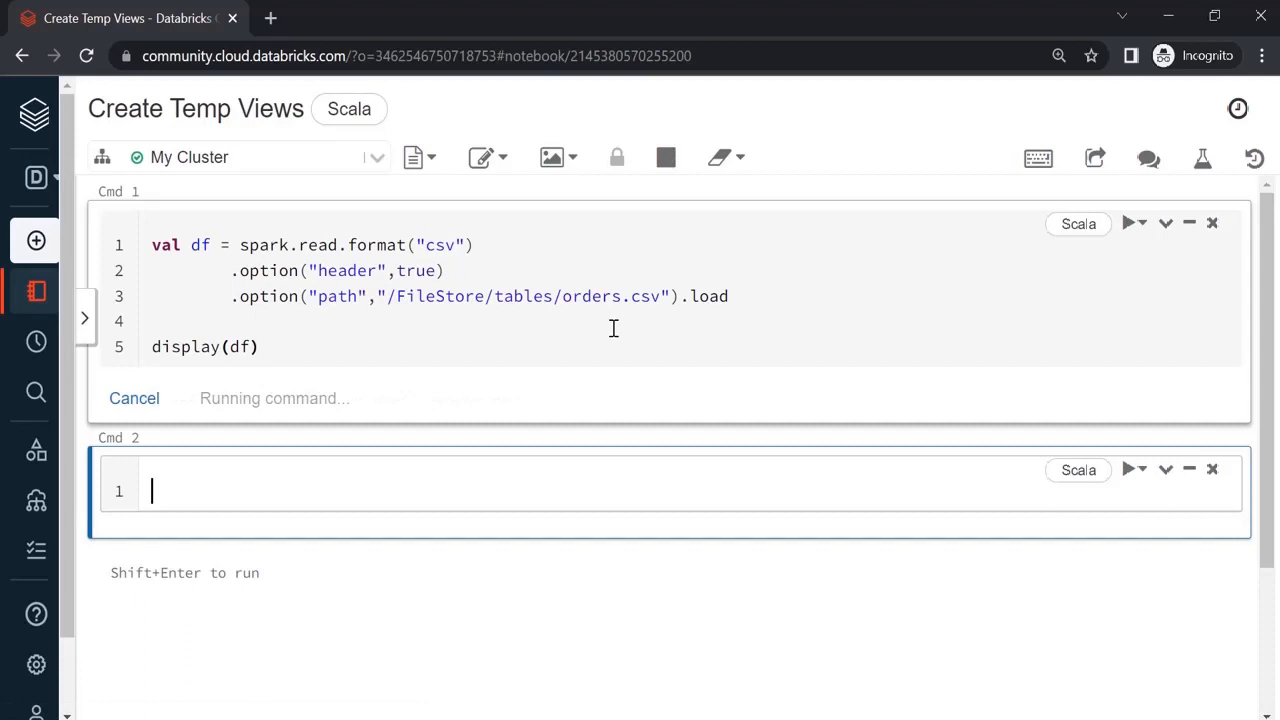 Create Temp Views - Databricks
community.cloud.databricks.com/?o=3462546750718753#notebook/2145380570255200
Incognito
Create Temp Views Scala
D My Cluster
Cmd 1
Scala
1 val df = spark.read.format("csv")
2 .option("header",true)
3 .option("path","/FileStore/tables/orders.csv").load
4
5 display(df)
Cancel Running command...
Cmd 2
Scala
1
Shift+Enter to run